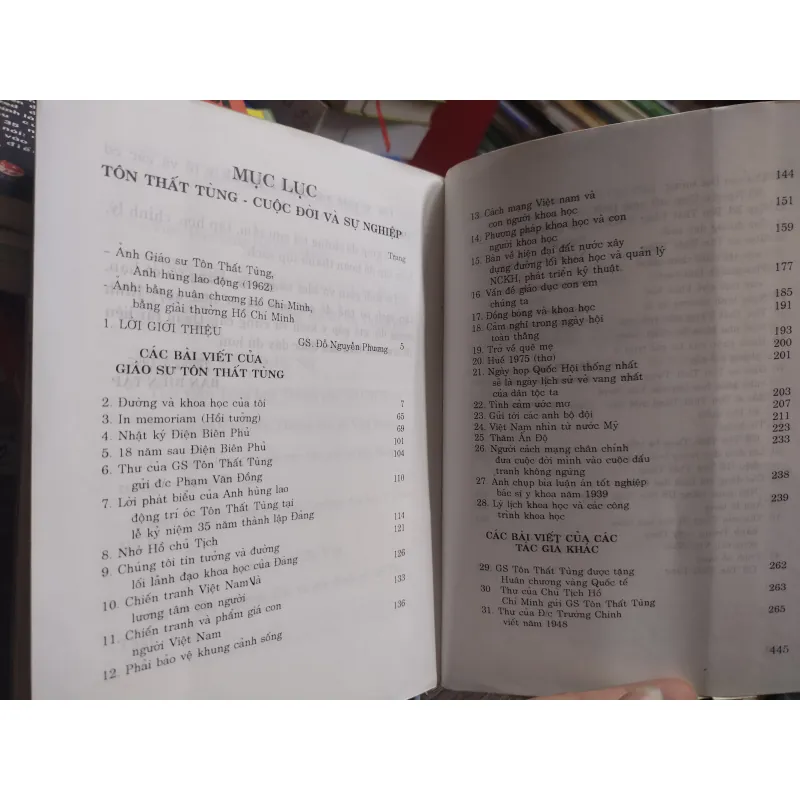 MỤC LỤC
TÔN THẤT TÙNG - CUỘC ĐỜI VÀ SỰ NGHIỆP
Trang
– Ảnh Giáo sư Tôn Thất Tùng,
Anh hùng lao động (1962)
– Ảnh: bằng huân chương Hồ Chí Minh,
bằng giải thưởng Hồ Chí Minh
1. LỜI GIỚI THIỆU
GS. Đỗ Nguyên Phương 5
CÁC BÀI VIẾT CỦA
GIÁO SƯ TÔN THẤT TÙNG
2. Đường vào khoa học của tôi 7
3. In memoriam (Hồi tưởng) 65
4. Nhật ký Điện Biên Phủ 69
5. 18 năm sau Điện Biên Phủ 101
6. Thư của GS Tôn Thất Tùng 104
gửi đ/c Phạm Văn Đồng
7. Lời phát biểu của Anh hùng lao 110
động trí óc Tôn Thất Tùng tại
lễ kỷ niệm 35 năm thành lập Đảng
8. Nhớ Hồ chủ Tịch 114
9. Chúng tôi tin tưởng và đường 121
lối lãnh đạo khoa học của Đảng
10. Chiến tranh Việt Nam và 126
lương tâm con người
11. Chiến tranh và phẩm giá con 133
người Việt Nam
12. Phải bảo vệ khung cảnh sống 136
13. Cách mạng Việt nam và 144
con người khoa học
14. Phương pháp khoa học và con 151
người khoa học
15. Bàn về hiện đại đất nước xây 159
dựng đường lối khoa học và quản lý
NCKH, phát triển kỹ thuật.
16. Vấn đề giáo dục con em 177
chúng ta
17. Đồng bóng và khoa học 185
18. Cảm nghĩ trong ngày hội 191
toàn thắng
19. Trở về quê mẹ 193
20. Huế 1975 (thơ) 200
21. Ngày họp Quốc Hội thống nhất 201
sẽ là ngày lịch sử vẻ vang nhất
của dân tộc ta
22. Tình cảm ước mơ 203
23. Gửi tới các anh bộ đội 207
24. Việt Nam nhìn từ nước Mỹ 211
25. Thăm Ấn Độ 223
26. Người cách mạng chân chính 233
đưa cuộc đời mình vào cuộc đấu
tranh không ngừng
27. Ảnh chụp bìa luận án tốt nghiệp 238
bác sĩ y khoa năm 1939
28. Lý lịch khoa học và các công 239
trình khoa học
CÁC BÀI VIẾT CỦA CÁC
TÁC GIẢ KHÁC
29. GS Tôn Thất Tùng được tặng 262
Huân chương vàng Quốc tế
30 Thư của Chủ Tịch Hồ 263
Chí Minh gửi GS Tôn Thất Tùng
31. Thư của Đ/c Trường Chinh 265
viết năm 1948
445